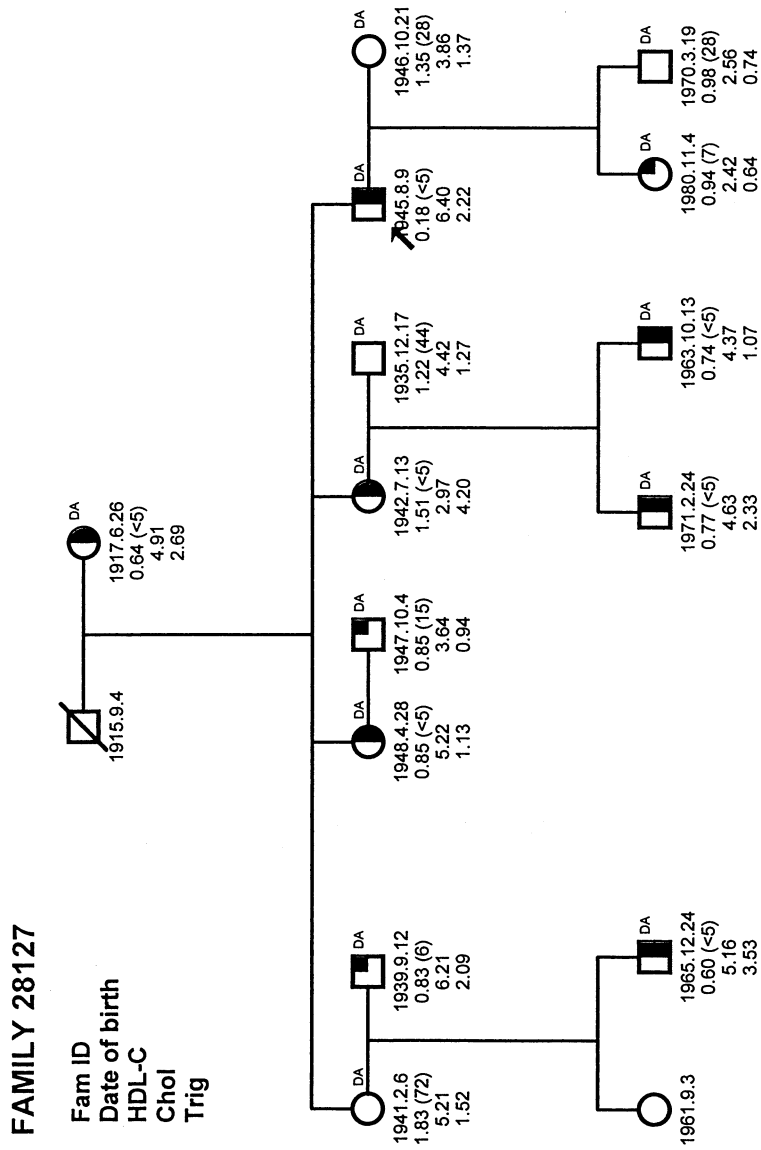 FAMILY 28127
Fam ID
Date of birth
HDL-C
Chol
Trig
1915.9.4
DA
1917.6.26
0.64 (<5)
4.91
2.69
DA
1941.2.6
1.83 (72)
5.21
1.52
DA
1939.9.12
0.83 (6)
6.21
2.09
DA
1948.4.28
0.85 (<5)
5.22
1.13
DA
1947.10.4
0.85 (15)
3.64
0.94
DA
1942.7.13
1.51 (<5)
2.97
4.20
DA
1935.12.17
1.22 (44)
4.42
1.27
DA
1945.8.9
0.18 (<5)
6.40
2.22
DA
1946.10.21
1.35 (28)
3.86
1.37
1961.9.3
DA
1965.12.24
0.60 (<5)
5.16
3.53
DA
1971.2.24
0.77 (<5)
4.63
2.33
DA
1963.10.13
0.74 (<5)
4.37
1.07
DA
1980.11.4
0.94 (7)
2.42
0.64
DA
1970.3.19
0.98 (28)
2.56
0.74